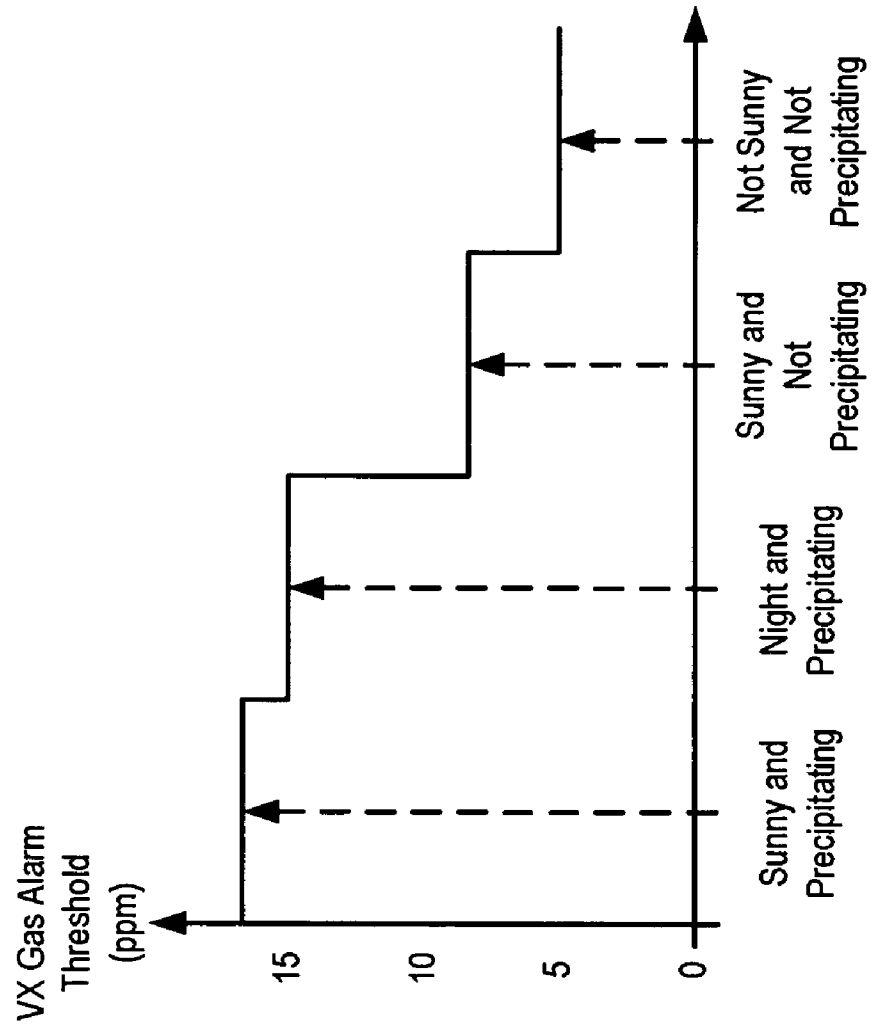 VX Gas Alarm
Threshold
(ppm)
15
10
5
0
Sunny and
Precipitating
Night and
Precipitating
Sunny and
Not
Precipitating
Not Sunny
and Not
Precipitating